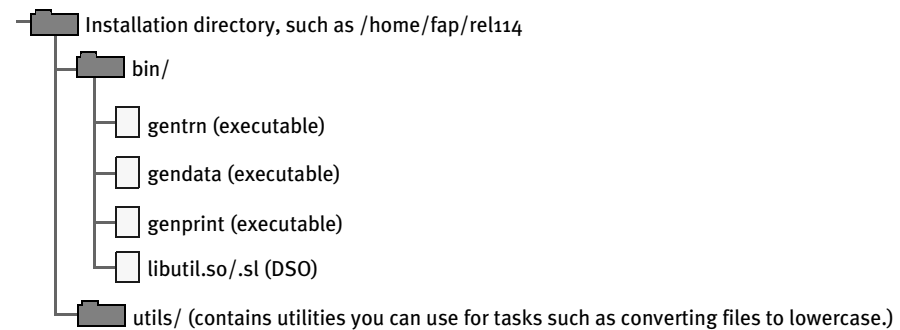 Installation directory, such as /home/fap/rel114
bin/
gentrn (executable)
gendata (executable)
genprint (executable)
libutil.so/.sl (DSO)
utils/ (contains utilities you can use for tasks such as converting files to lowercase.)